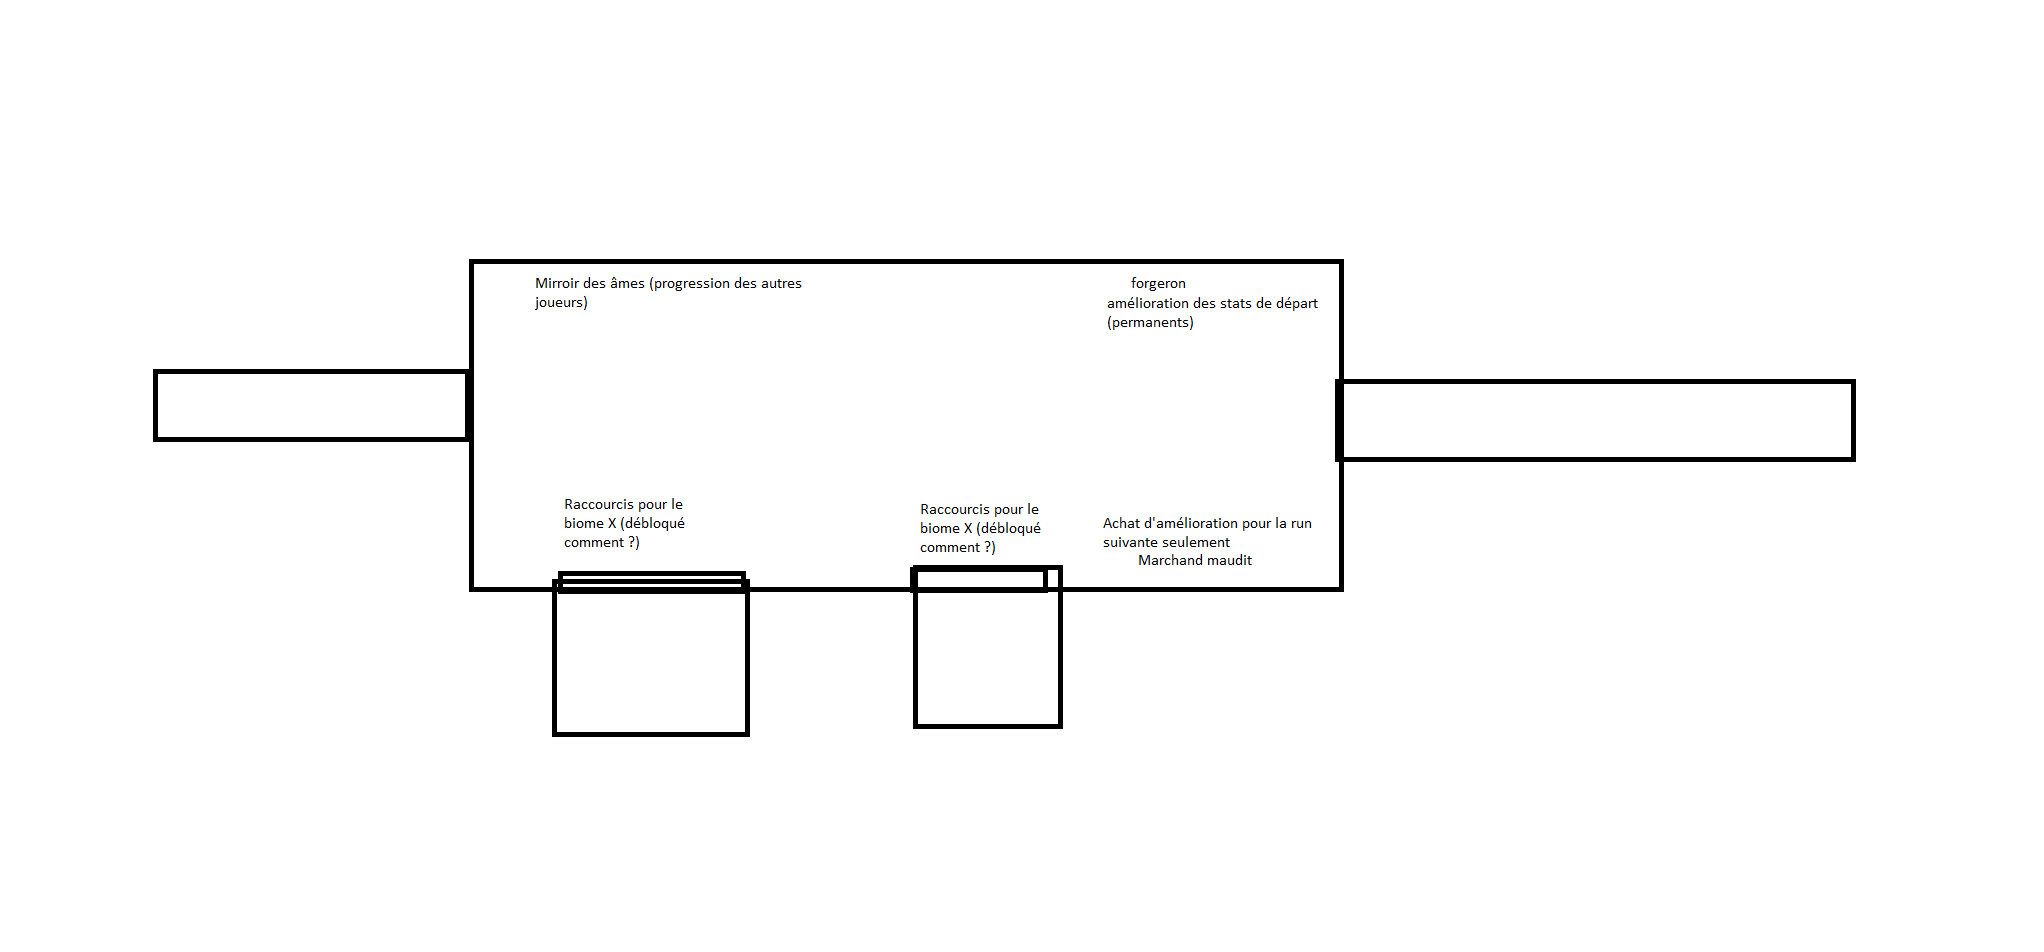 Mirroir des âmes (progression des autres
joueurs)
forgeron
amélioration des stats de départ
(permanents)
Raccourcis pour le
biome X (débloqué
comment ?)
Raccourcis pour le
biome X (débloqué
comment ?)
Achat d'amélioration pour la run
suivante seulement
Marchand maudit